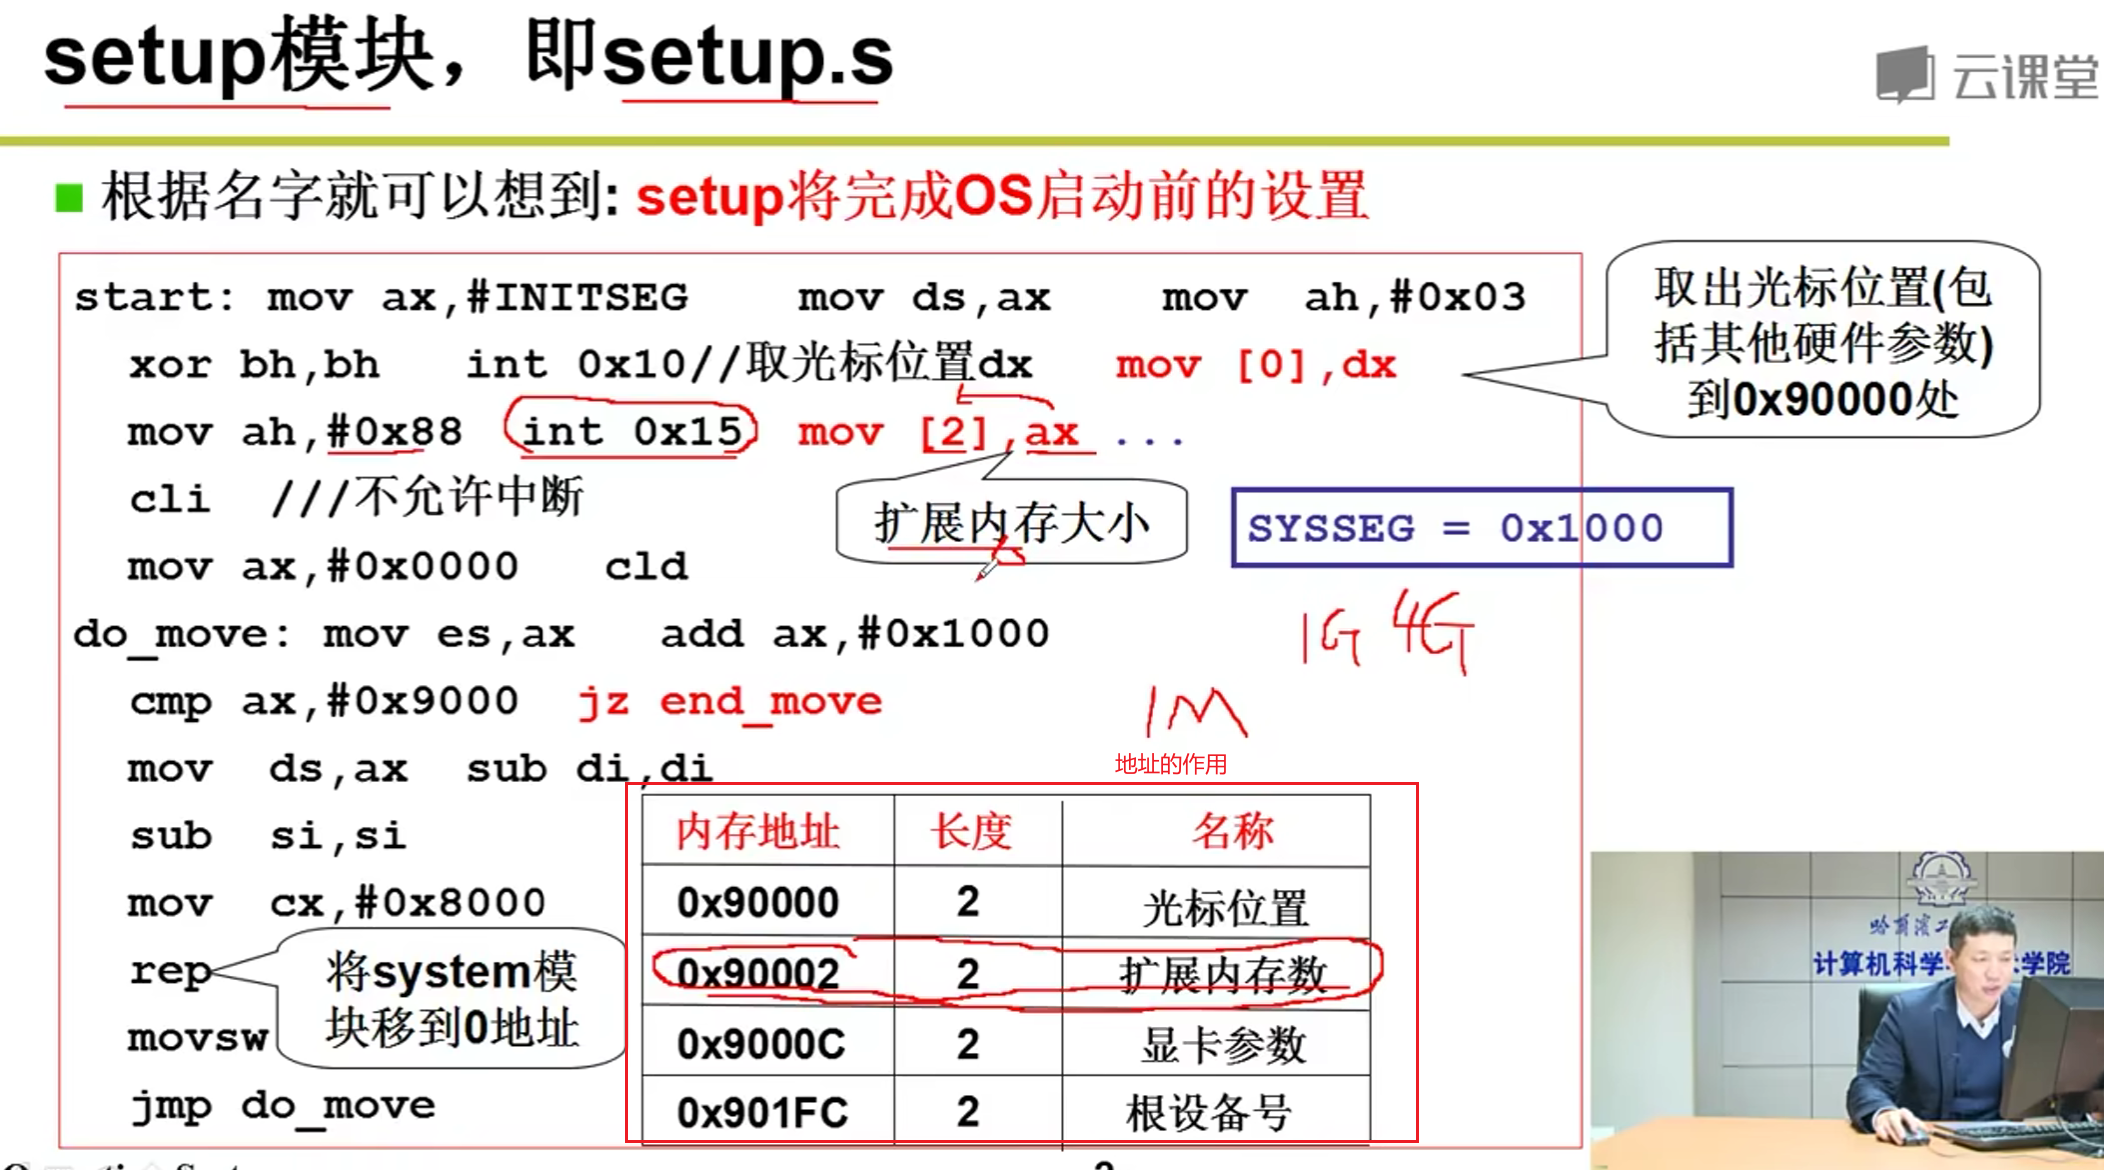 setup模块，即setup.s
云课堂
根据名字就可以想到: setup将完成OS启动前的设置
start: mov ax,#INITSEG mov ds,ax mov ah,#0x03
xor bh,bh int 0x10//取光标位置dx mov [0],dx
mov ah,#0x88 int 0x15 mov [2],ax ...
cli ///不允许中断
mov ax,#0x0000 cld
do_move: mov es,ax add ax,#0x1000
cmp ax,#0x9000 jz end_move
mov ds,ax sub di,di
sub si,si
mov cx,#0x8000
rep
movsw
jmp do_move
取出光标位置(包
括其他硬件参数)
到0x90000处
扩展内存大小
SYSSEG = 0x1000
1G 4G
1M
地址的作用
将system模
块移到0地址
内存地址 长度 名称
0x90000 2 光标位置
0x90002 2 扩展内存数
0x9000C 2 显卡参数
0x901FC 2 根设备号